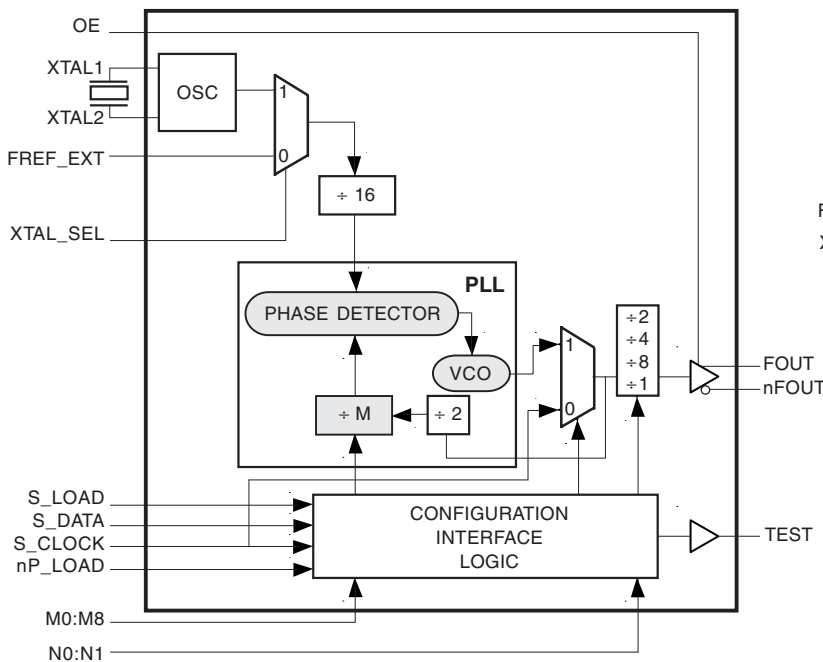 OE
XTAL1
OSC
XTAL2
1
FREF_EXT
0
÷ 16
XTAL_SEL
PLL
PHASE DETECTOR
VCO
÷ M
÷ 2
1
0
÷2
÷4
÷8
÷1
FOUT
nFOUT
S_LOAD
S_DATA
S_CLOCK
nP_LOAD
CONFIGURATION
INTERFACE
LOGIC
TEST
M0:M8
N0:N1